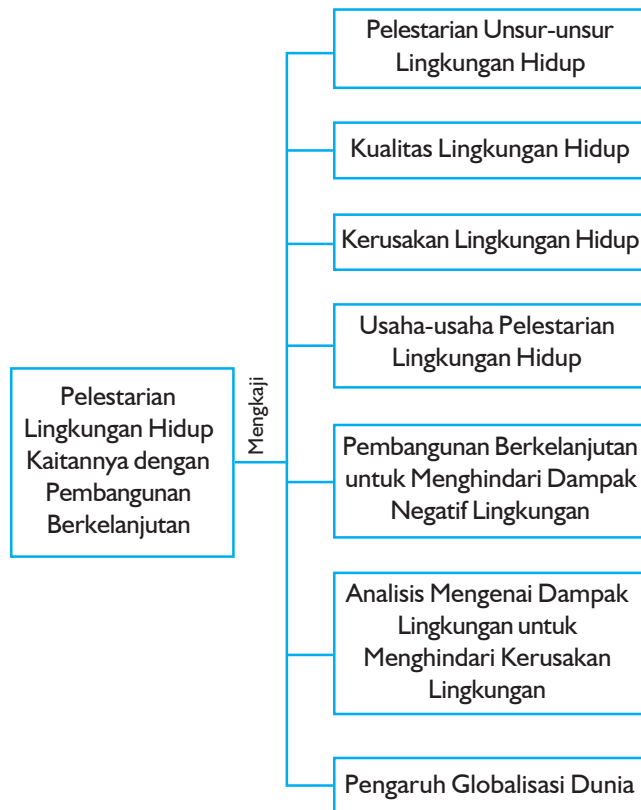 Pelestarian Unsur-unsur
Lingkungan Hidup
Kualitas Lingkungan Hidup
Kerusakan Lingkungan Hidup
Usaha-usaha Pelestarian
Lingkungan Hidup
Pelestarian
Lingkungan Hidup
Kaitannya dengan
Pembangunan
Berkelanjutan
Mengkaji
Pembangunan Berkelanjutan
untuk Menghindari Dampak
Negatif Lingkungan
Analisis Mengenai Dampak
Lingkungan untuk
Menghindari Kerusakan
Lingkungan
Pengaruh Globalisasi Dunia